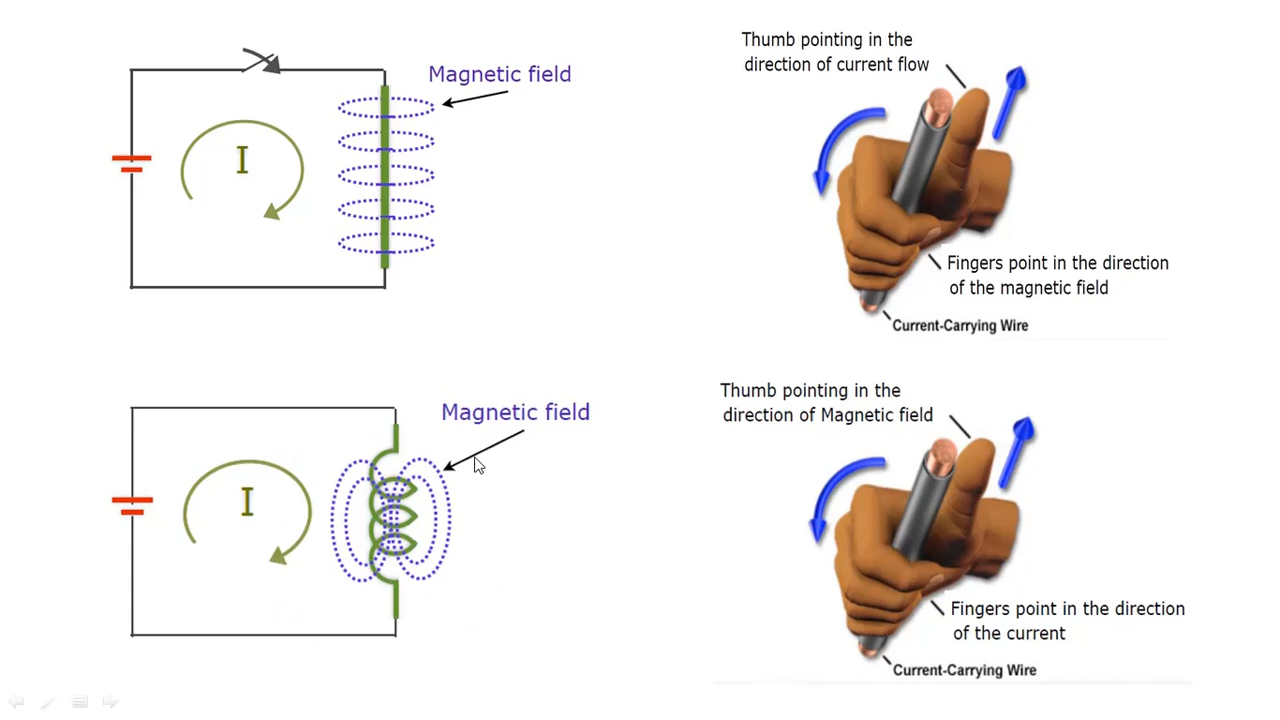 Magnetic field
I
Thumb pointing in the
direction of current flow
Fingers point in the direction
of the magnetic field
Current-Carrying Wire
Magnetic field
I
Thumb pointing in the
direction of Magnetic field
Fingers point in the direction
of the current
Current-Carrying Wire